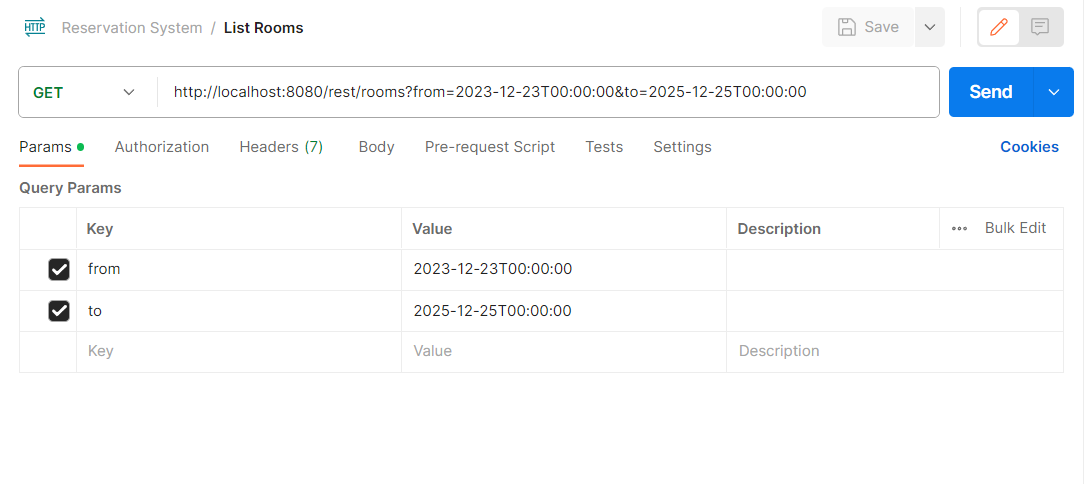 HTTP Reservation System / List Rooms Save
GET http://localhost:8080/rest/rooms?from=2023-12-23T00:00:00&to=2025-12-25T00:00:00 Send
Params Authorization Headers (7) Body Pre-request Script Tests Settings Cookies
Query Params
Key Value Description Bulk Edit
from 2023-12-23T00:00:00
to 2025-12-25T00:00:00
Key Value Description